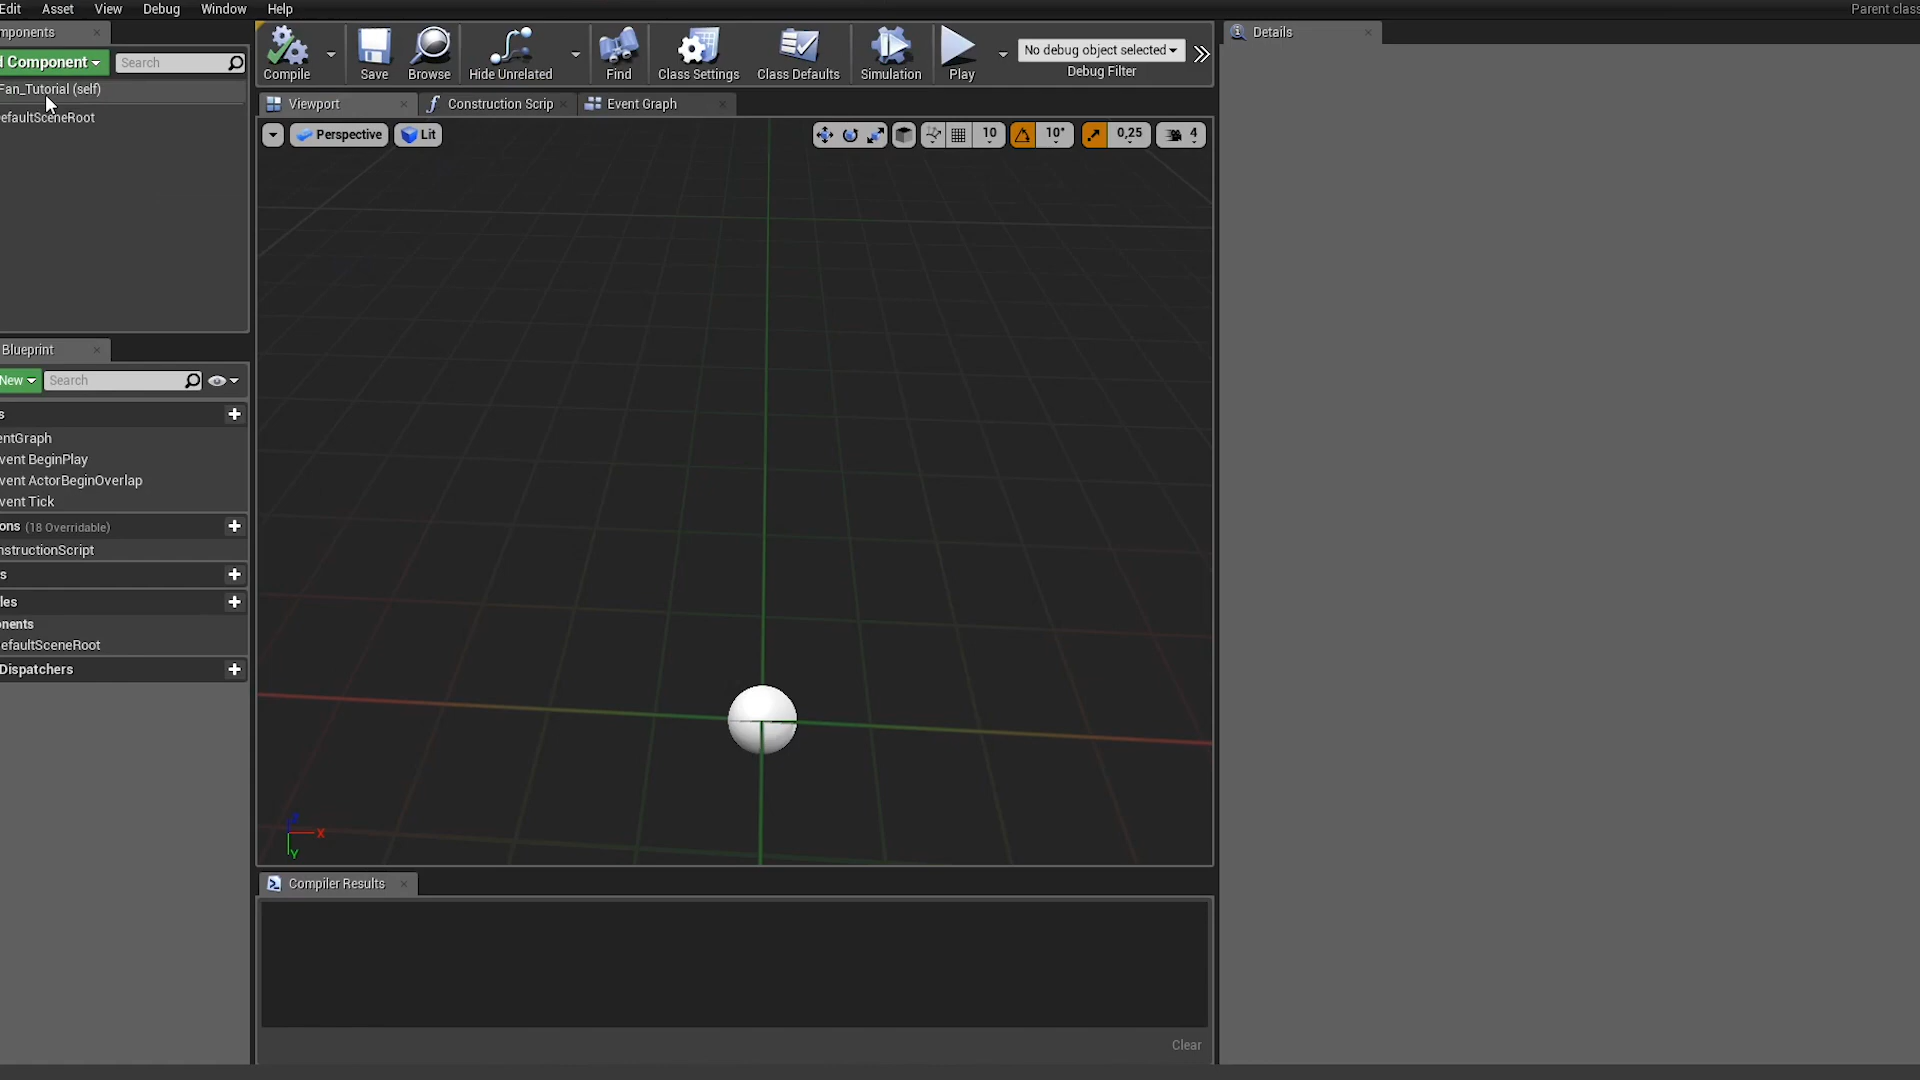 Edit Asset View Debug Window Help
Parent class
mponents
Details
d Component
Search
Fan_Tutorial (self)
efaultSceneRoot
Compile
Save
Browse
Hide Unrelated
Find
Class Settings
Class Defaults
Simulation
Play
No debug object selected
Debug Filter
Viewport
Construction Scrip
Event Graph
Perspective
Lit
10
10°
0,25
4
Blueprint
New
Search
s
entGraph
vent BeginPlay
vent ActorBeginOverlap
vent Tick
ons (18 Overridable)
nstructionScript
s
les
onents
efaultSceneRoot
Dispatchers
Z
X
Y
Compiler Results
Clear